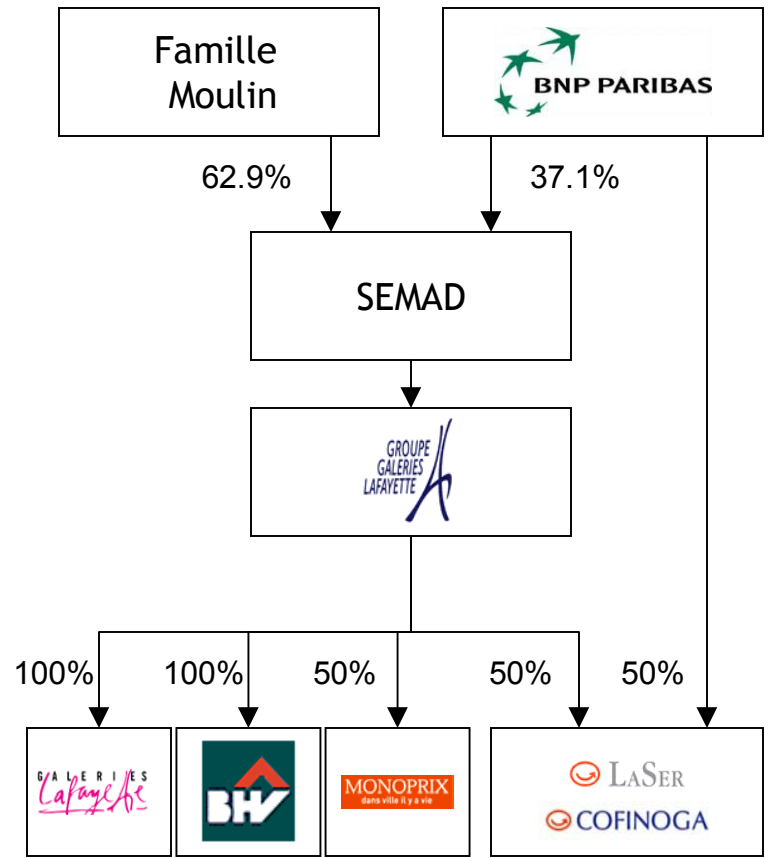 Famille
Moulin
BNP PARIBAS
62.9%
37.1%
SEMAD
GROUPE
GALERIES
LAFAYETTE
100%
100%
50%
50%
50%
GALERIES
Lafayette
BHV
MONOPRIX
dans ville il y a vie
LASER
COFINOGA